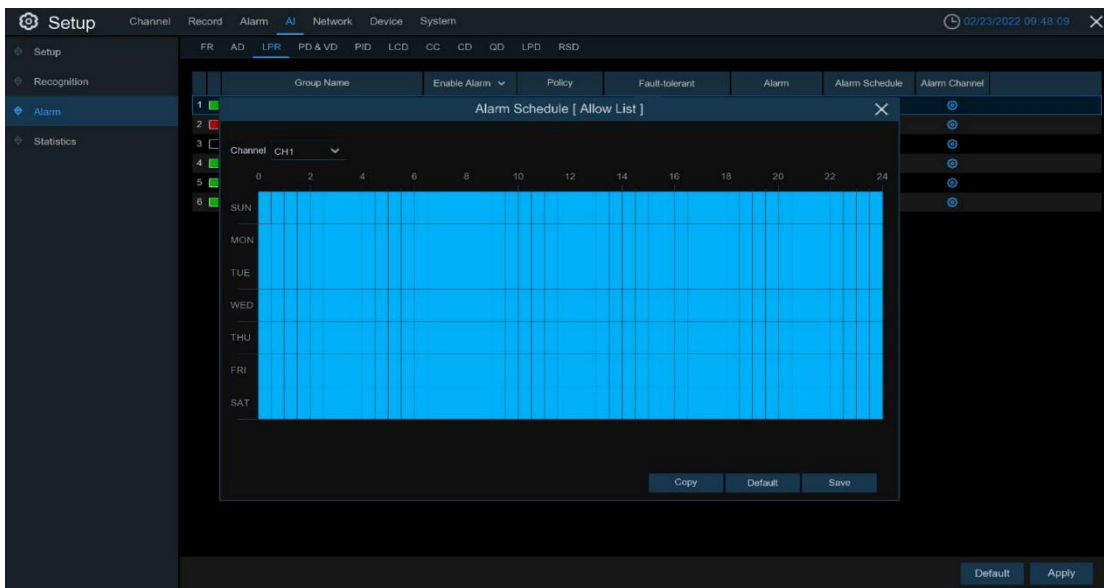 Setup Channel Record Alarm AI Network Device System 02/23/2022 09:48:09
Setup FR AD LPR PD & VD PID LCD CC CD QD LPD RSD
Recognition
Alarm
Statistics
Group Name Enable Alarm Policy Fault-tolerant Alarm Alarm Schedule Alarm Channel
1
2
3
4
5
6
Alarm Schedule [ Allow List ]
Channel CH1
0 2 4 6 8 10 12 14 16 18 20 22 24
SUN
MON
TUE
WED
THU
FRI
SAT
Copy Default Save
Default Apply